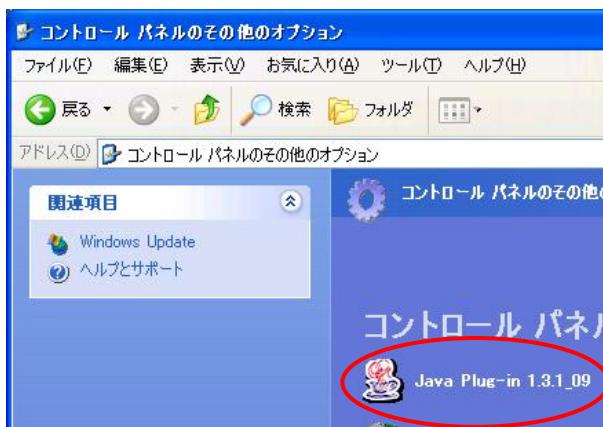 コントロール パネルのその他のオプション
ファイル(F) 編集(E) 表示(V) お気に入り(A) ツール(T) ヘルプ(H)
戻る 検索 フォルダ
アドレス(D) コントロール パネルのその他のオプション
関連項目
Windows Update
ヘルプとサポート
コントロール パネルのその他の
コントロール パネ
Java Plug-in 1.3.1_09